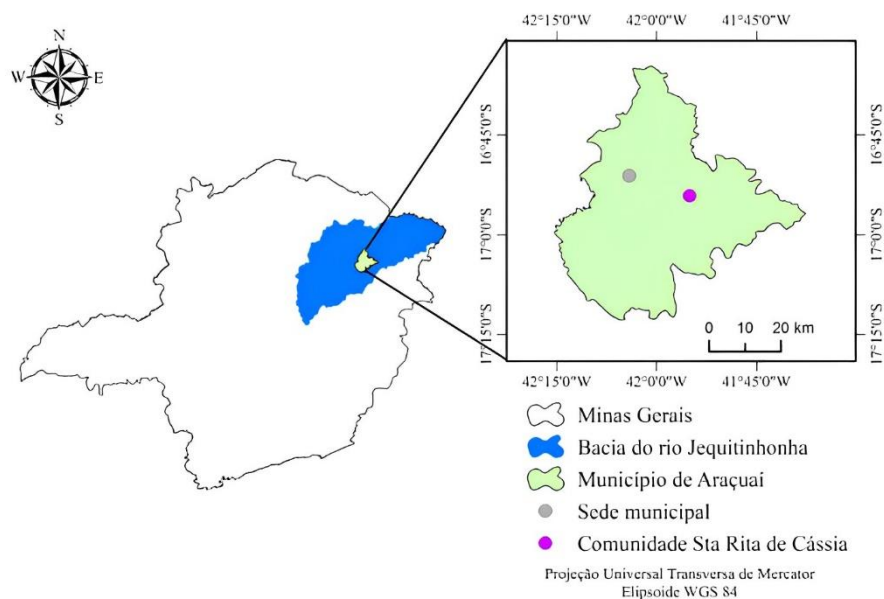 42°15'0"W 42°0'0"W 41°45'0"W
N
W E
S
16°45'0"S 16°45'0"S
17°0'0"S 17°0'0"S
17°15'0"S 17°15'0"S
0 10 20 km
42°15'0"W 42°0'0"W 41°45'0"W
Minas Gerais
Bacia do rio Jequitinhonha
Município de Araçuaí
Sede municipal
Comunidade Sta Rita de Cássia
Projeção Universal Transversa de Mercator
Elipsoide WGS 84